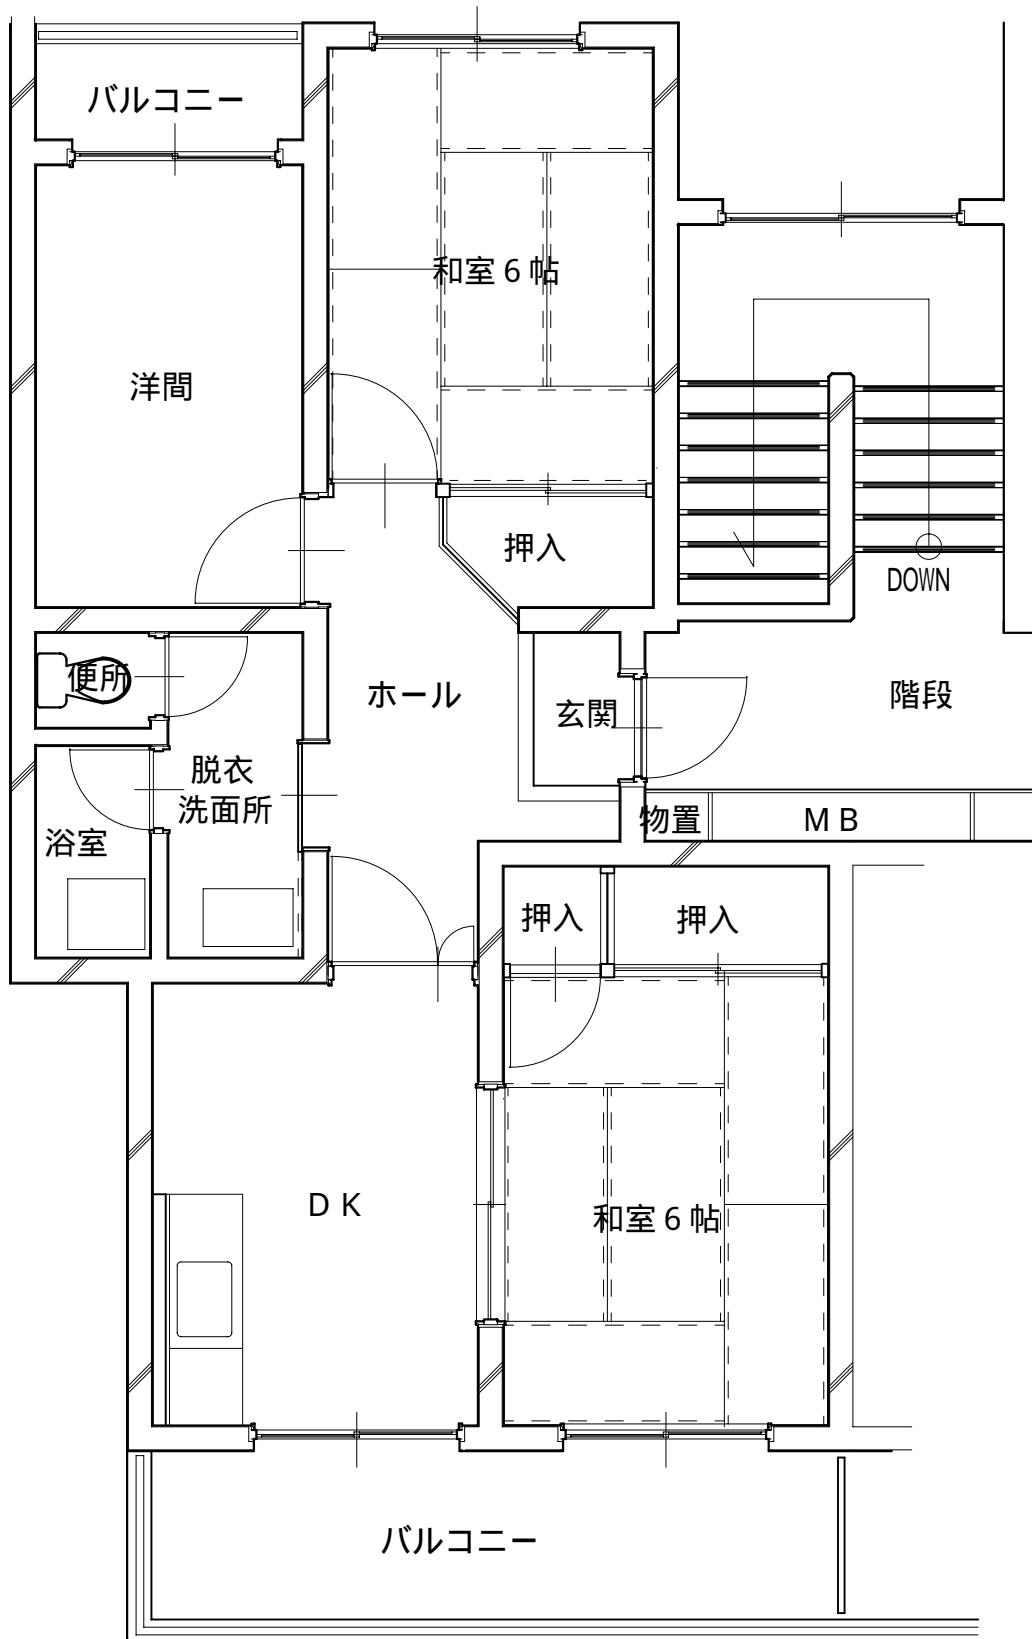 バルコニー
和室６帖
洋間
押入
DOWN
便所
ホール
玄関
階段
脱衣
洗面所
浴室
物置
ＭＢ
押入
押入
ＤＫ
和室６帖
バルコニー